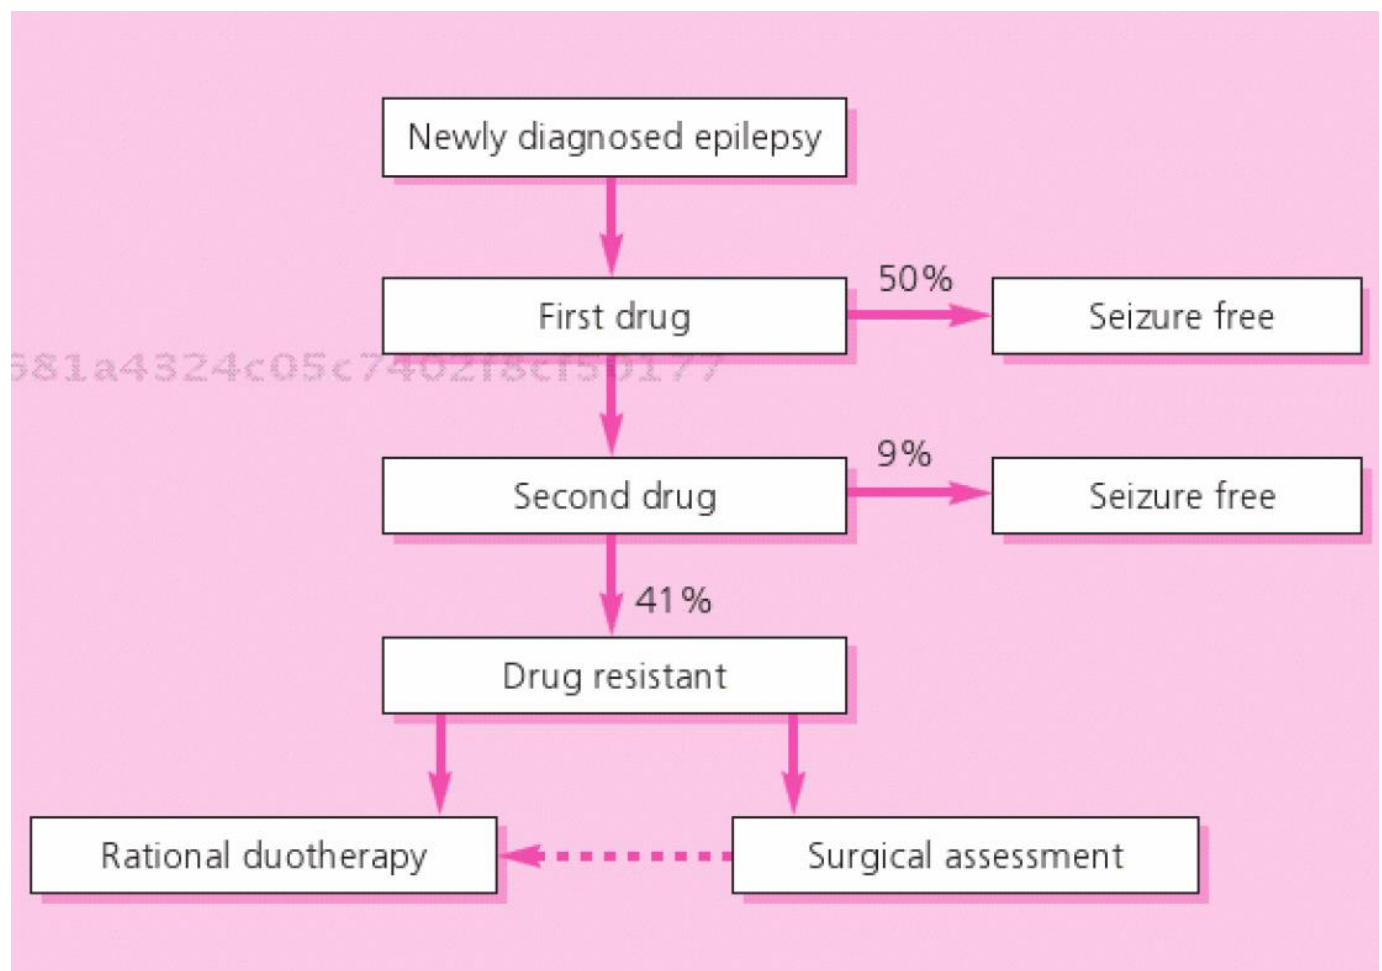 Newly diagnosed epilepsy
50%
First drug
Seizure free
681a4324c05c7402f8cf50177
9%
Second drug
Seizure free
41%
Drug resistant
Rational duotherapy
Surgical assessment